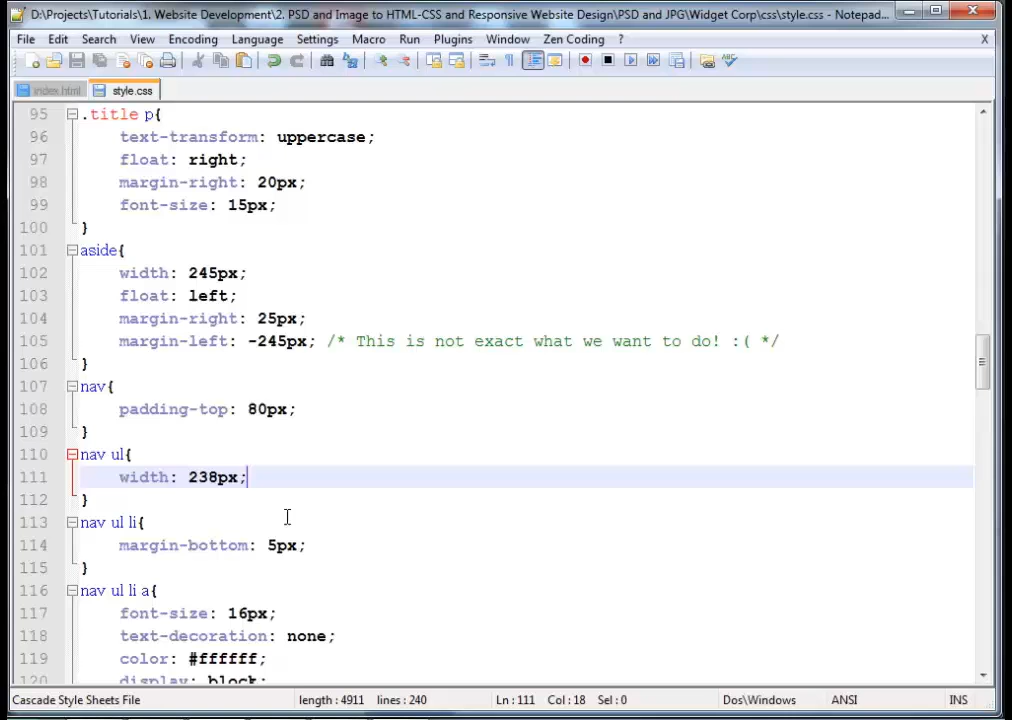 D:\Projects\Tutorials\1. Website Development\2. PSD and Image to HTML-CSS and Responsive Website Design\PSD and JPG\Widget Corp\css\style.css - Notepad...
File Edit Search View Encoding Language Settings Macro Run Plugins Window Zen Coding ? X
index.html style.css
95 .title p{
96 text-transform: uppercase;
97 float: right;
98 margin-right: 20px;
99 font-size: 15px;
100 }
101 aside{
102 width: 245px;
103 float: left;
104 margin-right: 25px;
105 margin-left: -245px; /* This is not exact what we want to do! :( */
106 }
107 nav{
108 padding-top: 80px;
109 }
110 nav ul{
111 width: 238px;
112 }
113 nav ul li{
114 margin-bottom: 5px;
115 }
116 nav ul li a{
117 font-size: 16px;
118 text-decoration: none;
119 color: #ffffff;
120 display: block;
Cascade Style Sheets File length : 4911 lines : 240 Ln : 111 Col : 18 Sel : 0 Dos\Windows ANSI INS